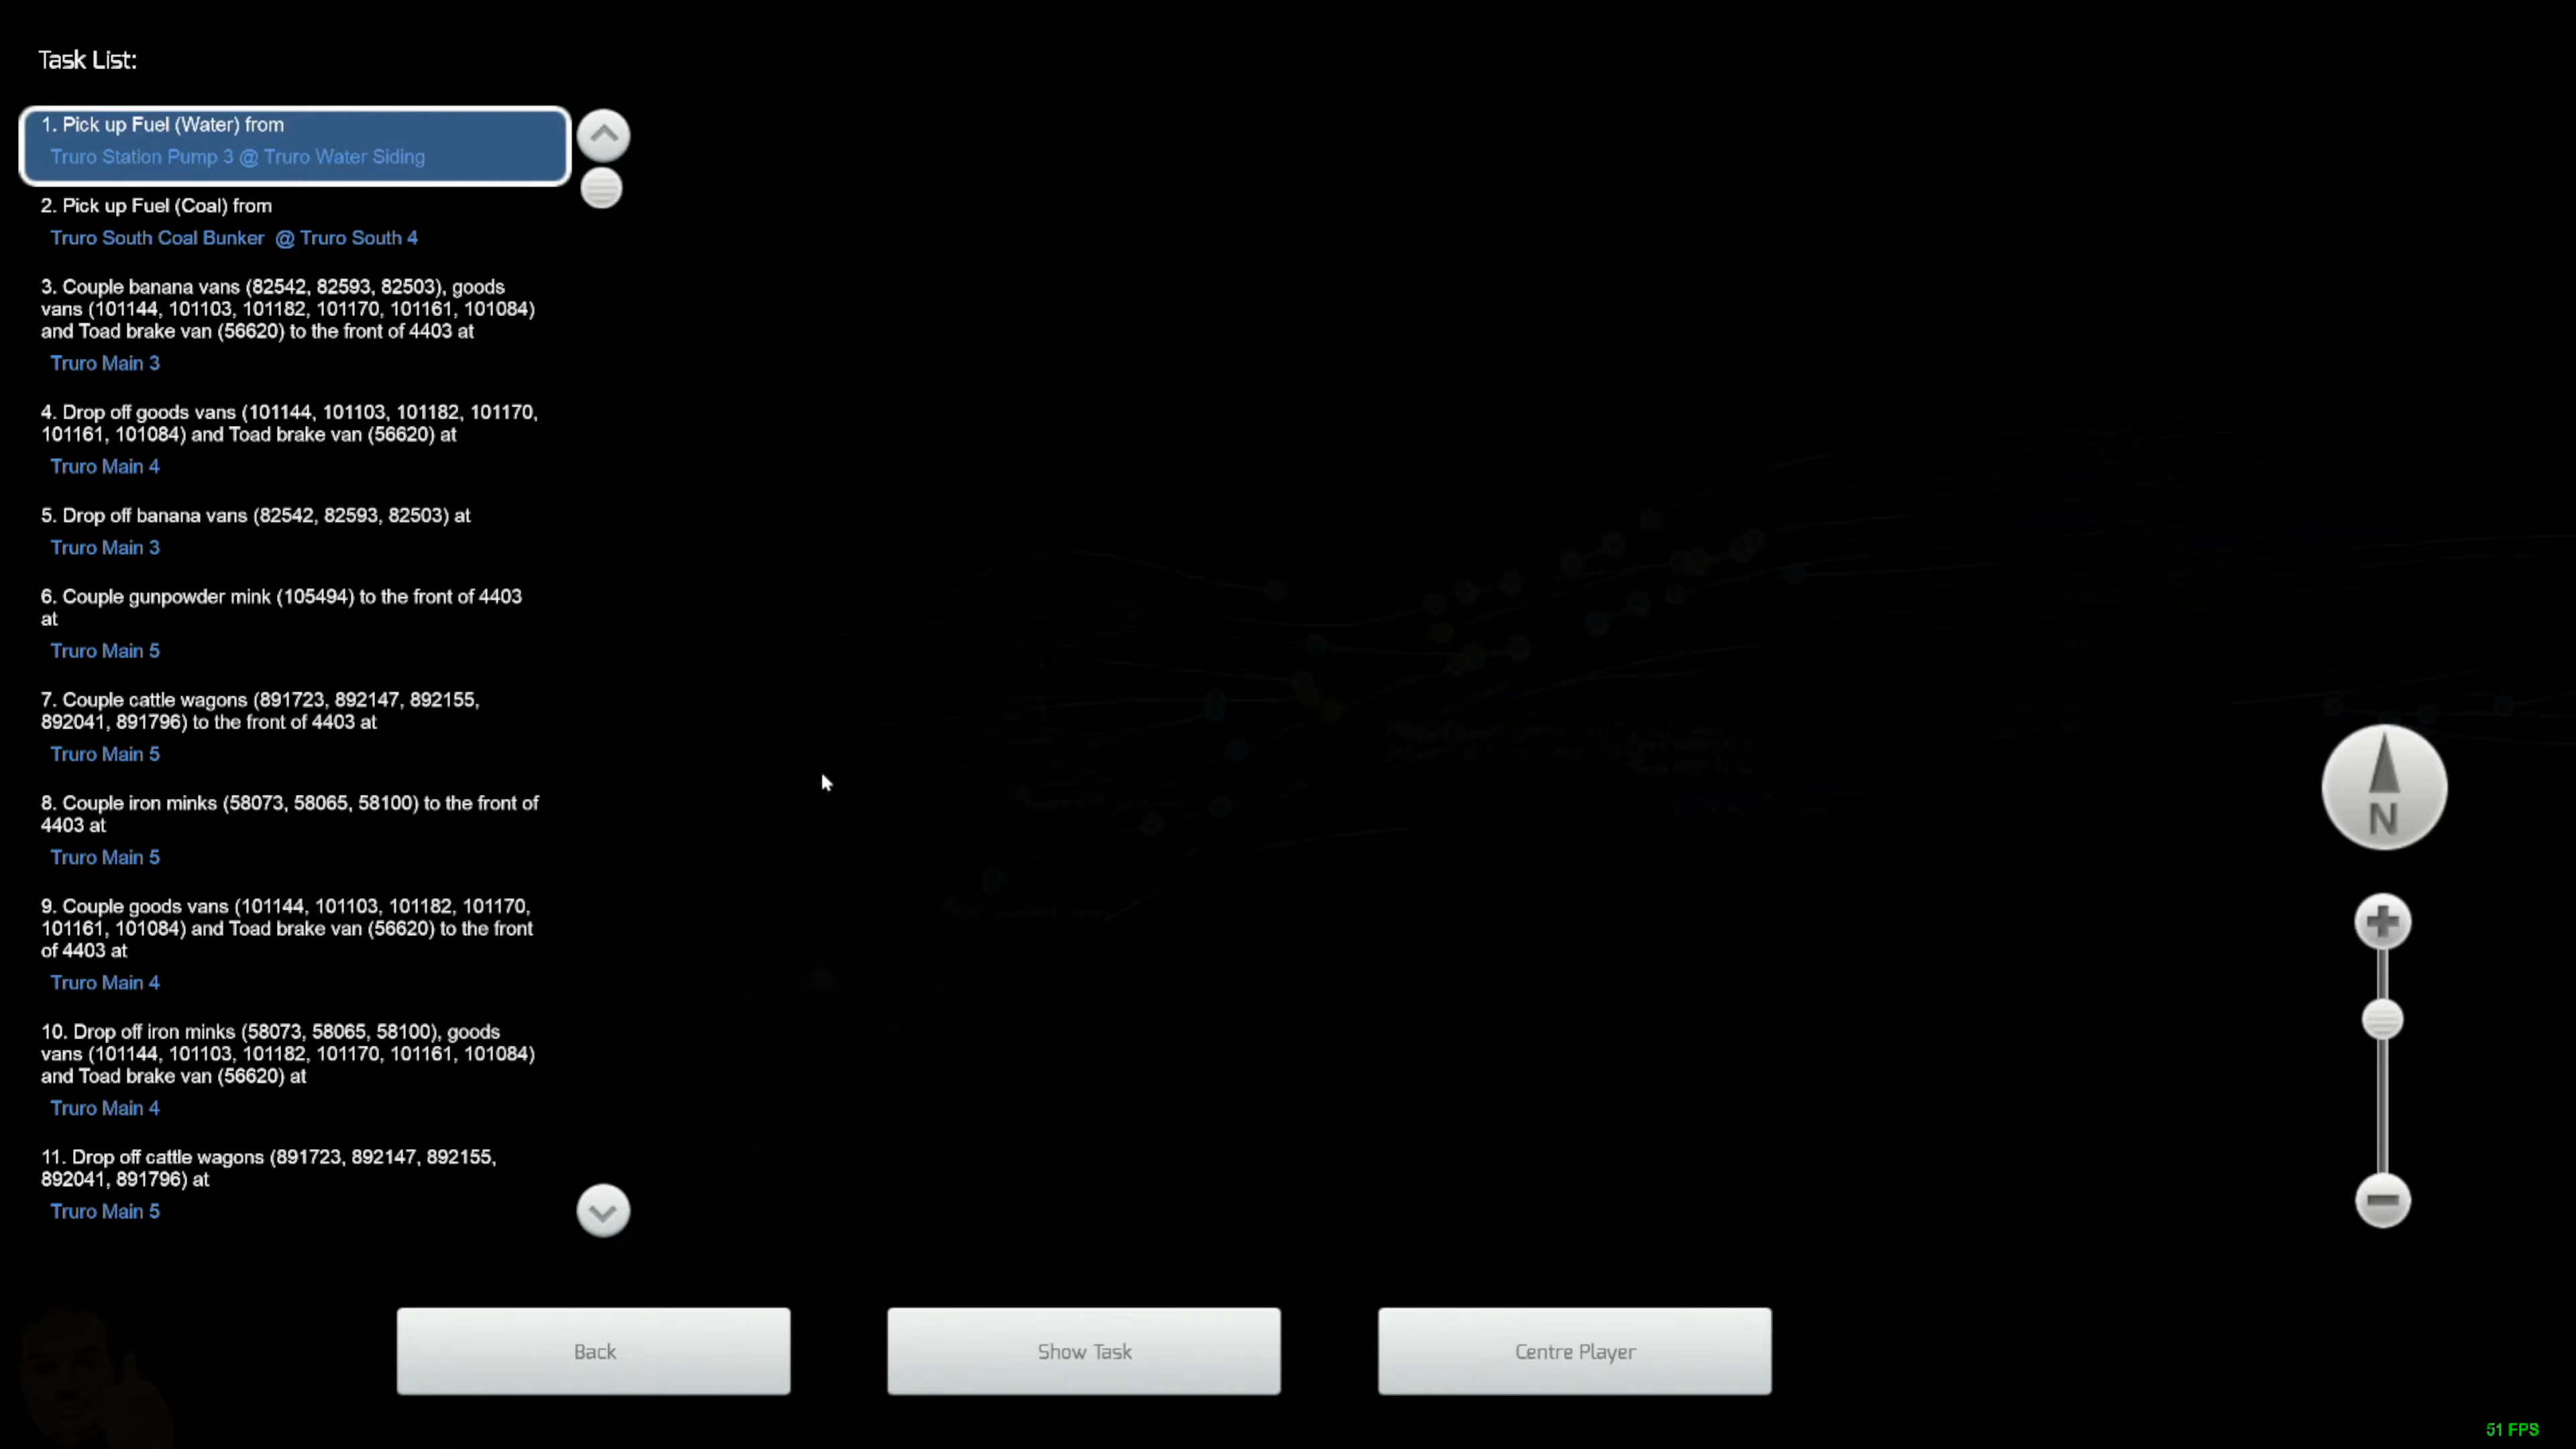 Task List:
1. Pick up Fuel (Water) from
Truro Station Pump 3 @ Truro Water Siding
2. Pick up Fuel (Coal) from
Truro South Coal Bunker @ Truro South 4
3. Couple banana vans (82542, 82593, 82503), goods
vans (101144, 101103, 101182, 101170, 101161, 101084)
and Toad brake van (56620) to the front of 4403 at
Truro Main 3
4. Drop off goods vans (101144, 101103, 101182, 101170,
101161, 101084) and Toad brake van (56620) at
Truro Main 4
5. Drop off banana vans (82542, 82593, 82503) at
Truro Main 3
6. Couple gunpowder mink (105494) to the front of 4403
at
Truro Main 5
7. Couple cattle wagons (891723, 892147, 892155,
892041, 891796) to the front of 4403 at
Truro Main 5
8. Couple iron minks (58073, 58065, 58100) to the front of
4403 at
Truro Main 5
9. Couple goods vans (101144, 101103, 101182, 101170,
101161, 101084) and Toad brake van (56620) to the front
of 4403 at
Truro Main 4
10. Drop off iron minks (58073, 58065, 58100), goods
vans (101144, 101103, 101182, 101170, 101161, 101084)
and Toad brake van (56620) at
Truro Main 4
11. Drop off cattle wagons (891723, 892147, 892155,
892041, 891796) at
Truro Main 5
N
Back
Show Task
Centre Player
51 FPS